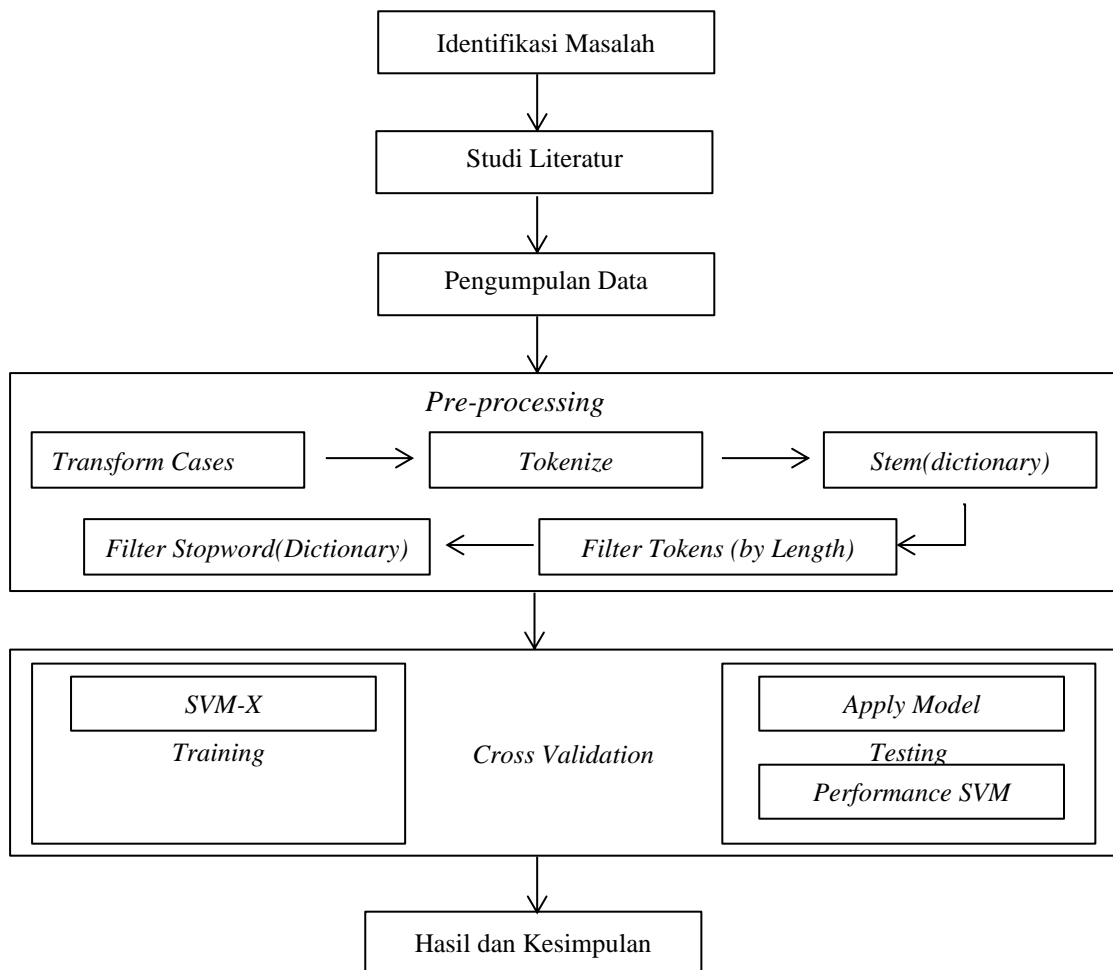 Identifikasi Masalah
Studi Literatur
Pengumpulan Data
Pre-processing
Transform Cases
Tokenize
Stem(dictionary)
Filter Stopword(Dictionary)
Filter Tokens (by Length)
SVM-X
Training
Cross Validation
Apply Model
Testing
Performance SVM
Hasil dan Kesimpulan